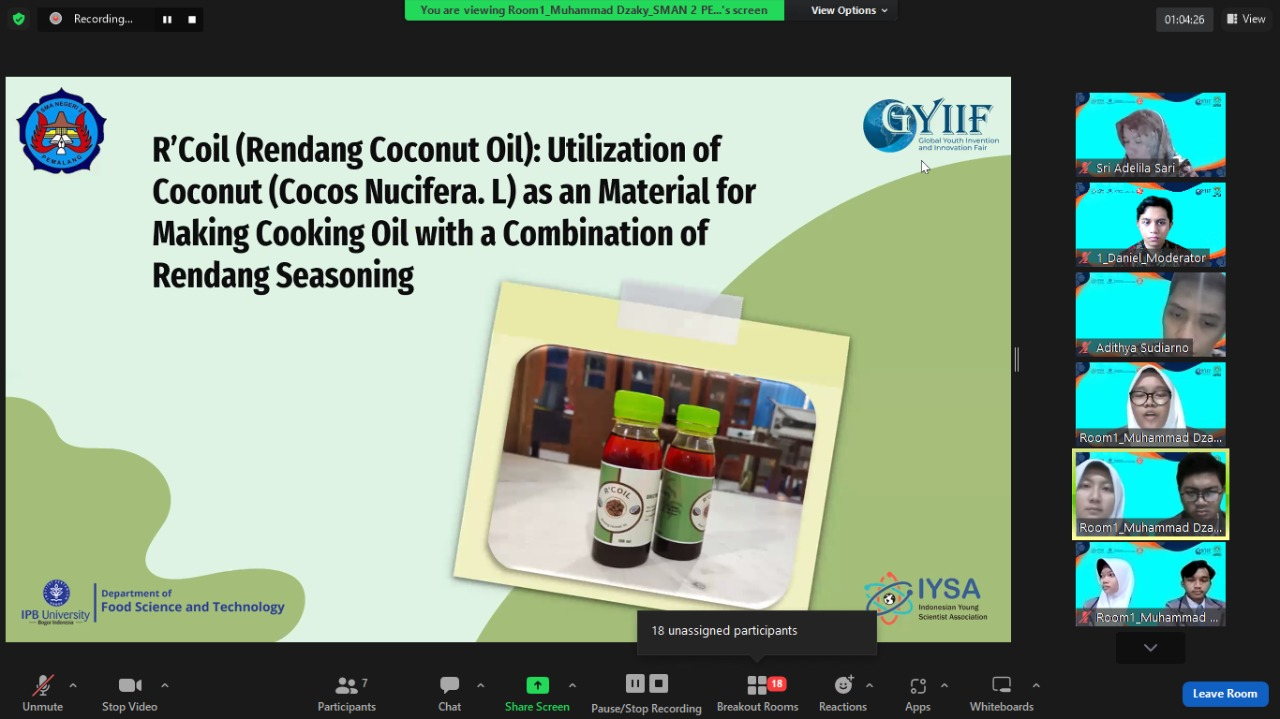 Recording...
You are viewing Room1_Muhammad Dzaky_SMAN 2 PE...'s screen
View Options
01:04:26
View
SMA NEGERI 2
PEMALANG
GYIIF
Global Youth Invention
and Innovation Fair
R'Coil (Rendang Coconut Oil): Utilization of
Coconut (Cocos Nucifera. L) as an Material for
Making Cooking Oil with a Combination of
Rendang Seasoning
R'COIL
IPB University
Bogor Indonesia
Department of
Food Science and Technology
IYSA
Indonesian Young
Scientist Association
Sri Adelila Sari
1_Daniel_Moderator
Adithya Sudiarno
Room1_Muhammad Dza...
Room1_Muhammad Dza...
Room1_Muhammad ...
18 unassigned participants
Unmute
Stop Video
Participants
7
Chat
Share Screen
Pause/Stop Recording
Breakout Rooms
18
Reactions
Apps
Whiteboards
Leave Room